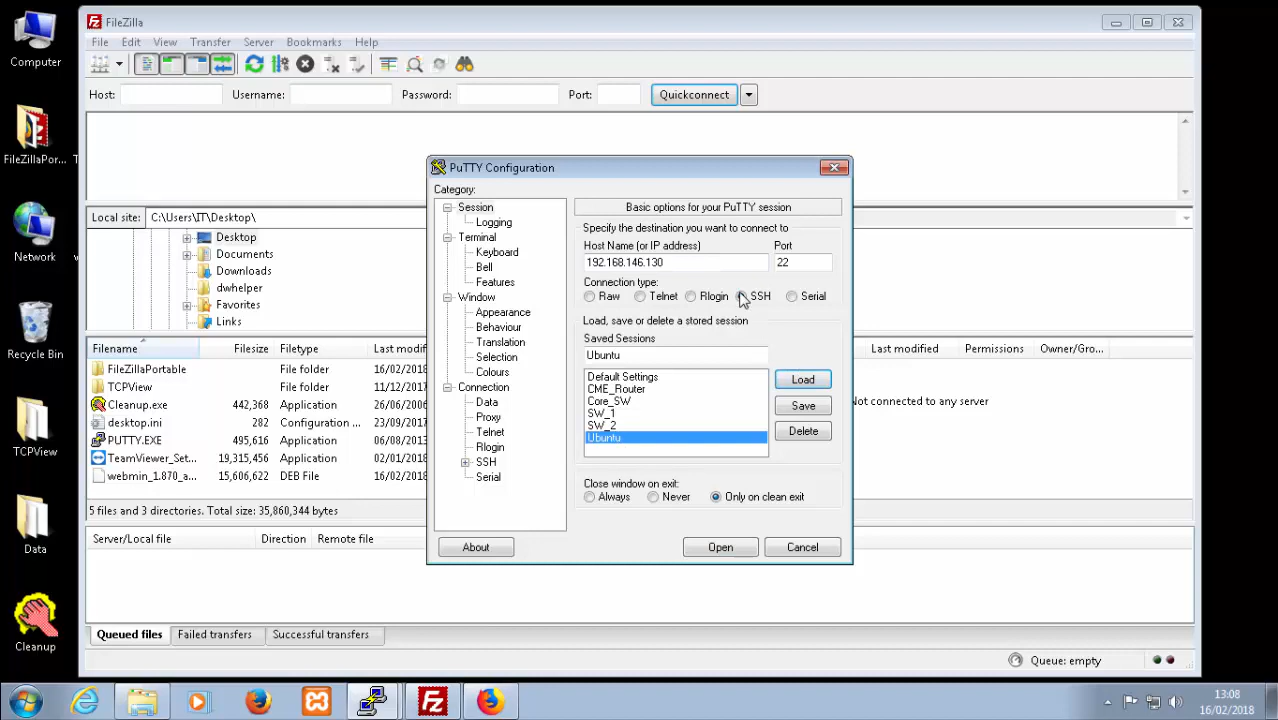 Computer
FileZillaPor...
Network
Recycle Bin
TCPView
Data
Cleanup
FileZilla
File Edit View Transfer Server Bookmarks Help
Host: Username: Password: Port: Quickconnect
Local site: C:\Users\IT\Desktop\
Desktop
Documents
Downloads
dwhelper
Favorites
Links
Filename Filesize Filetype Last modif
FileZillaPortable File folder 16/02/2018
TCPView File folder 11/12/2017
Cleanup.exe 442,368 Application 26/06/2006
desktop.ini 282 Configuration ... 23/09/2017
PUTTY.EXE 495,616 Application 06/08/2013
TeamViewer_Set... 19,315,456 Application 02/01/2018
webmin_1.870_a... 15,606,622 DEB File 16/02/2018
5 files and 3 directories. Total size: 35,860,344 bytes
Last modified Permissions Owner/Gro...
Not connected to any server
Server/Local file Direction Remote file
Queued files Failed transfers Successful transfers
Queue: empty
PuTTY Configuration
Category:
Session
Logging
Terminal
Keyboard
Bell
Features
Window
Appearance
Behaviour
Translation
Selection
Colours
Connection
Data
Proxy
Telnet
Rlogin
SSH
Serial
Basic options for your PuTTY session
Specify the destination you want to connect to
Host Name (or IP address) Port
192.168.146.130 22
Connection type:
Raw Telnet Rlogin SSH Serial
Load, save or delete a stored session
Saved Sessions
Ubuntu
Default Settings
CME_Router
Core_SW
SW_1
SW_2
Ubuntu
Load
Save
Delete
Close window on exit:
Always Never Only on clean exit
About Open Cancel
13:08
16/02/2018